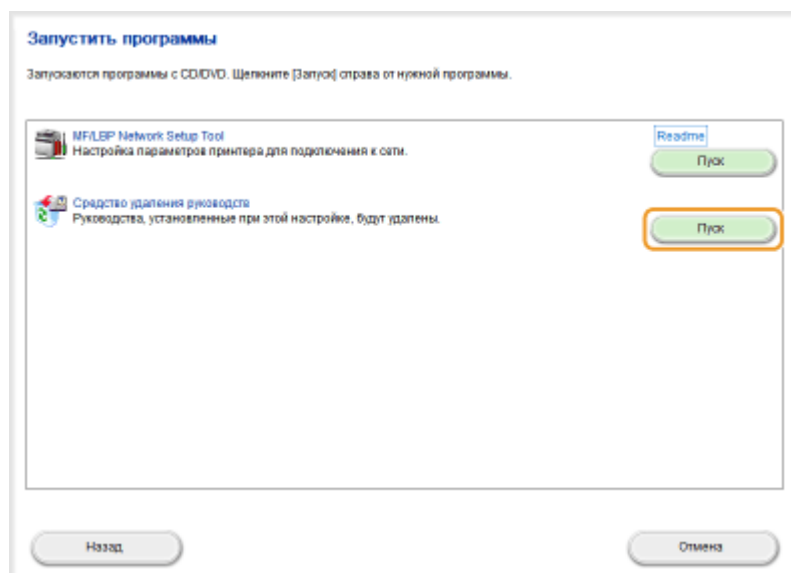 Запустить программы
Запускаются программы с CD/DVD. Щелкните [Запуск] справа от нужной программы.
MF/LBP Network Setup Tool
Readme
Настройка параметров принтера для подключения к сети.
Пуск
Средство удаления руководств
Руководства, установленные при этой настройке, будут удалены.
Пуск
Назад
Отмена